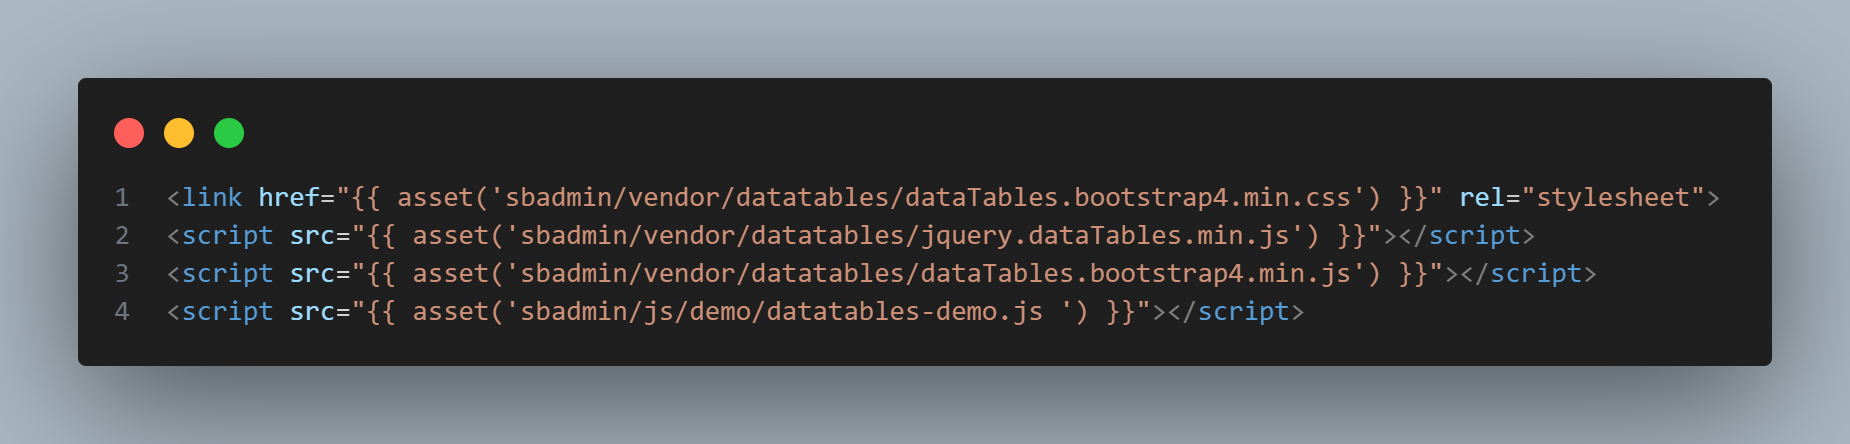 1 <link href="{{ asset('sbadmin/vendor/datatables/dataTables.bootstrap4.min.css') }}" rel="stylesheet">
2 <script src="{{ asset('sbadmin/vendor/datatables/jquery.dataTables.min.js') }}"></script>
3 <script src="{{ asset('sbadmin/vendor/datatables/dataTables.bootstrap4.min.js') }}"></script>
4 <script src="{{ asset('sbadmin/js/demo/datatables-demo.js ') }}"></script>